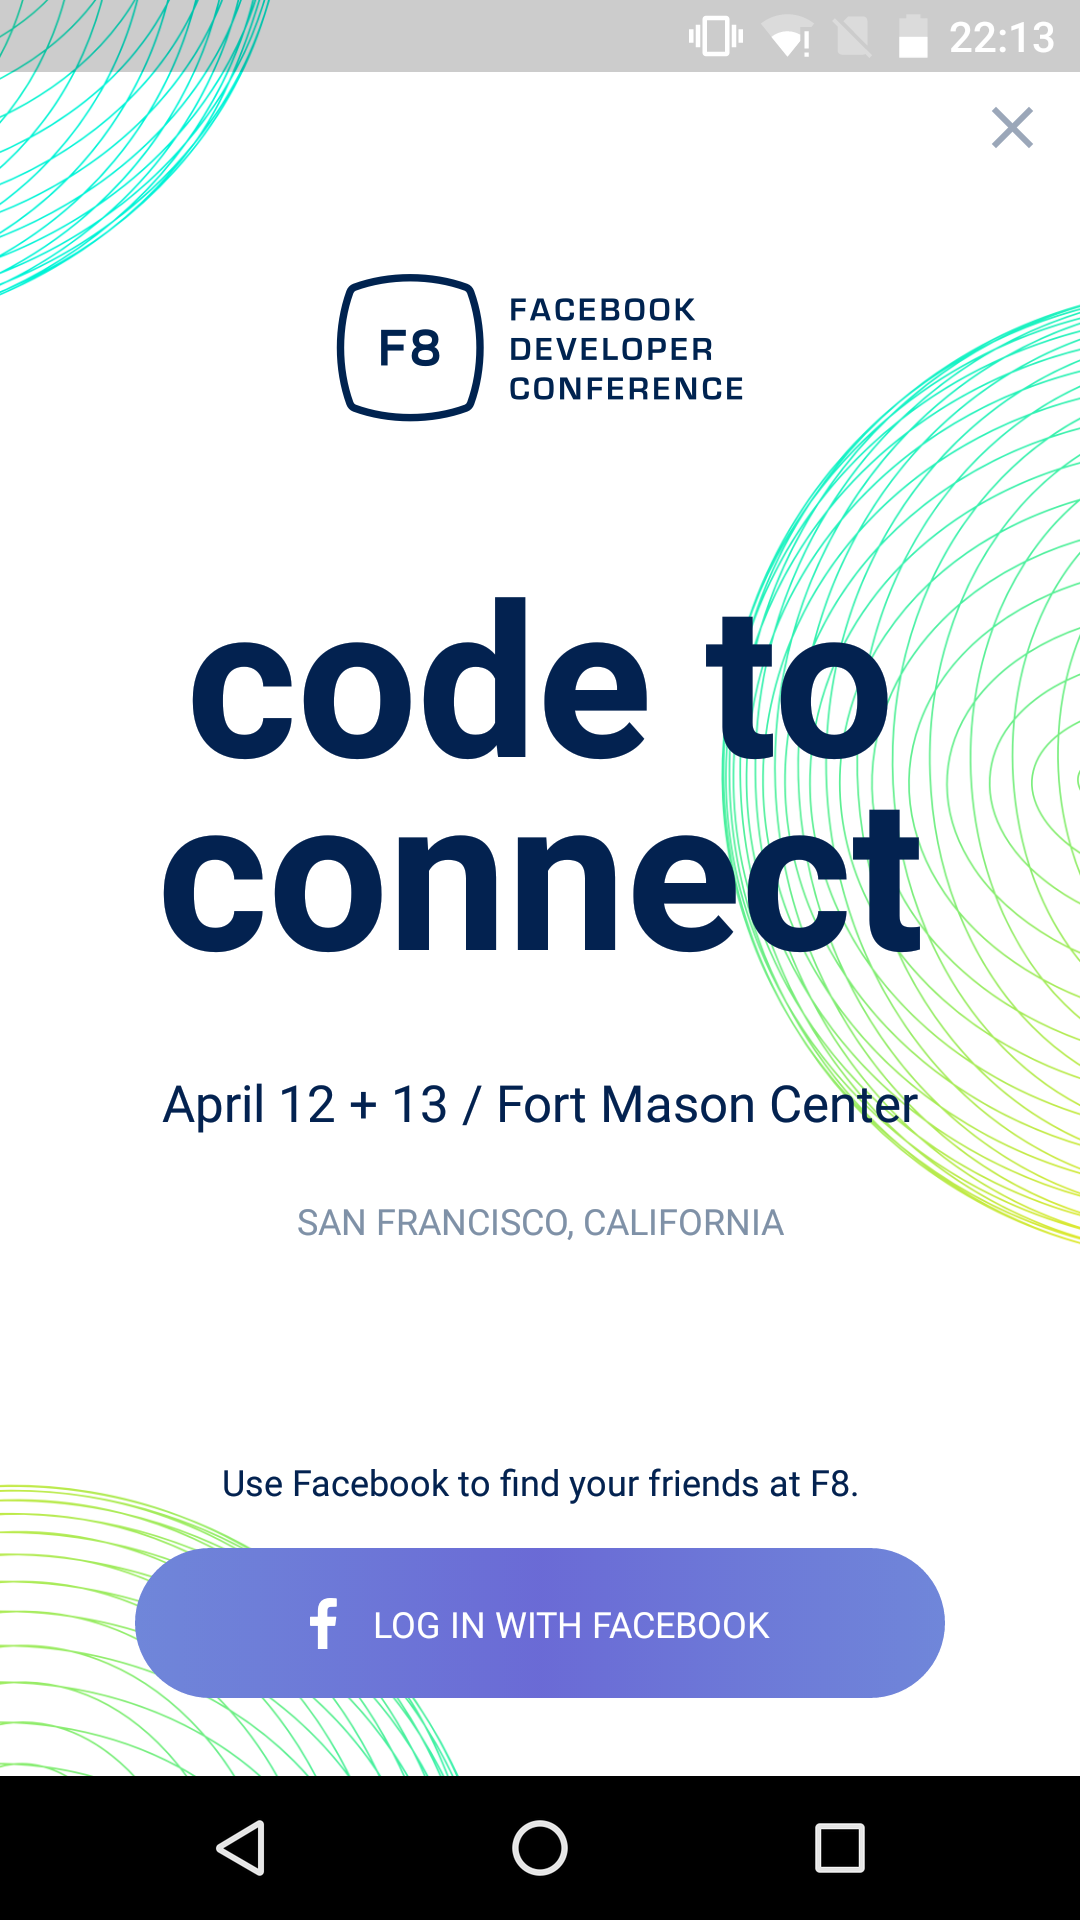 22:13
F8
FACEBOOK
DEVELOPER
CONFERENCE
code to
connect
April 12 + 13 / Fort Mason Center
SAN FRANCISCO, CALIFORNIA
Use Facebook to find your friends at F8.
f LOG IN WITH FACEBOOK